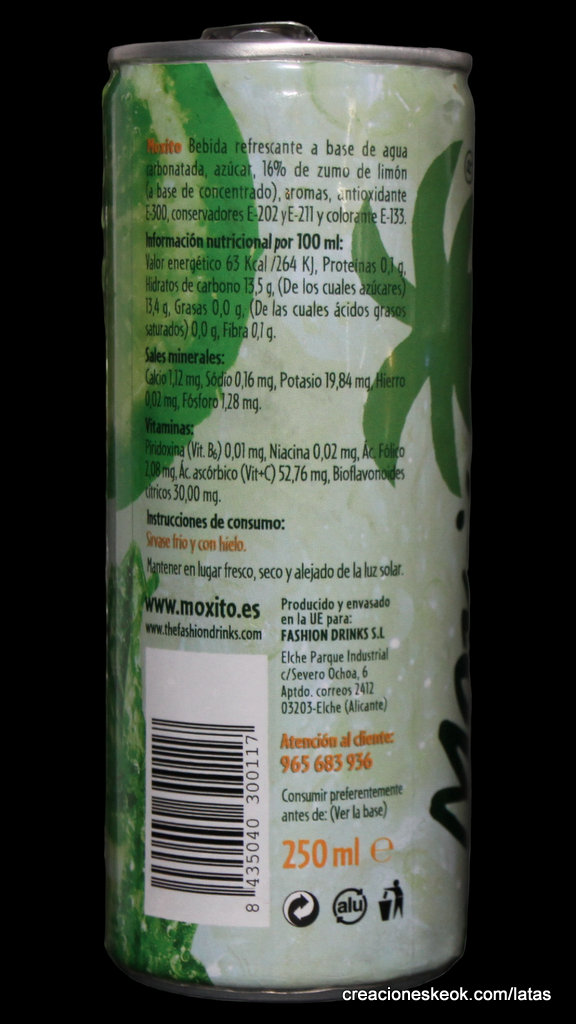 Moxito Bebida refrescante a base de agua
carbonatada, azúcar, 16% de zumo de limón
(a base de concentrado), aromas, antioxidante
E-300, conservadores E-202 y E-211 y colorante E-133.
Información nutricional por 100 ml:
Valor energético 63 Kcal /264 KJ, Proteínas 0,1 g,
Hidratos de carbono 13,5 g, (De los cuales azúcares)
13,4 g, Grasas 0,0 g, (De las cuales ácidos grasos
saturados) 0,0 g, Fibra 0,1 g.
Sales minerales:
Calcio 1,12 mg, Sódio 0,16 mg, Potasio 19,84 mg, Hierro
0,02 mg, Fósforo 1,28 mg.
Vitaminas:
Piridoxina (Vit. B6) 0,01 mg, Niacina 0,02 mg, Ác. Fólico
2,08 mg, Ác. ascórbico (Vit+C) 52,76 mg, Bioflavonoides
cítricos 30,00 mg.
Instrucciones de consumo:
Sírvase frío y con hielo.
Mantener en lugar fresco, seco y alejado de la luz solar.
www.moxito.es
www.thefashiondrinks.com
Producido y envasado
en la UE para:
FASHION DRINKS S.L
Elche Parque Industrial
c/Severo Ochoa, 6
Aptdo. correos 2412
03203-Elche (Alicante)
Atención al cliente:
965 683 936
Consumir preferentemente
antes de: (Ver la base)
250 ml e
alu
8 435040 300117
®
creacioneskeok.com/latas